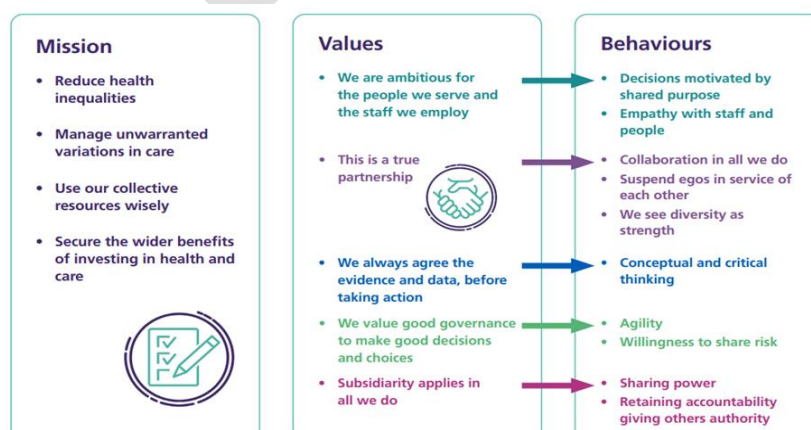 Mission
• Reduce health
inequalities
• Manage unwarranted
variations in care
• Use our collective
resources wisely
• Secure the wider benefits
of investing in health and
care
Values
• We are ambitious for
the people we serve and
the staff we employ
• This is a true
partnership
• We always agree the
evidence and data, before
taking action
• We value good governance
to make good decisions
and choices
• Subsidiarity applies in
all we do
Behaviours
• Decisions motivated by
shared purpose
• Empathy with staff and
people
• Collaboration in all we do
• Suspend egos in service of
each other
• We see diversity as
strength
• Conceptual and critical
thinking
• Agility
• Willingness to share risk
• Sharing power
• Retaining accountability
giving others authority